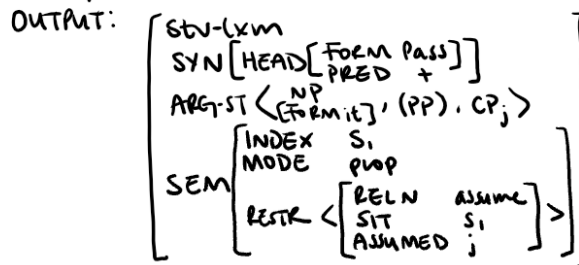 OUTPUT:
stv-lxm
SYN [HEAD [FORM Pass
PRED +]]
ARG-ST < NP
[FORM it], (PP), CPj >
INDEX S1
MODE prop
SEM
RESTR < [RELN assume
SIT s1
ASSUMED j] >